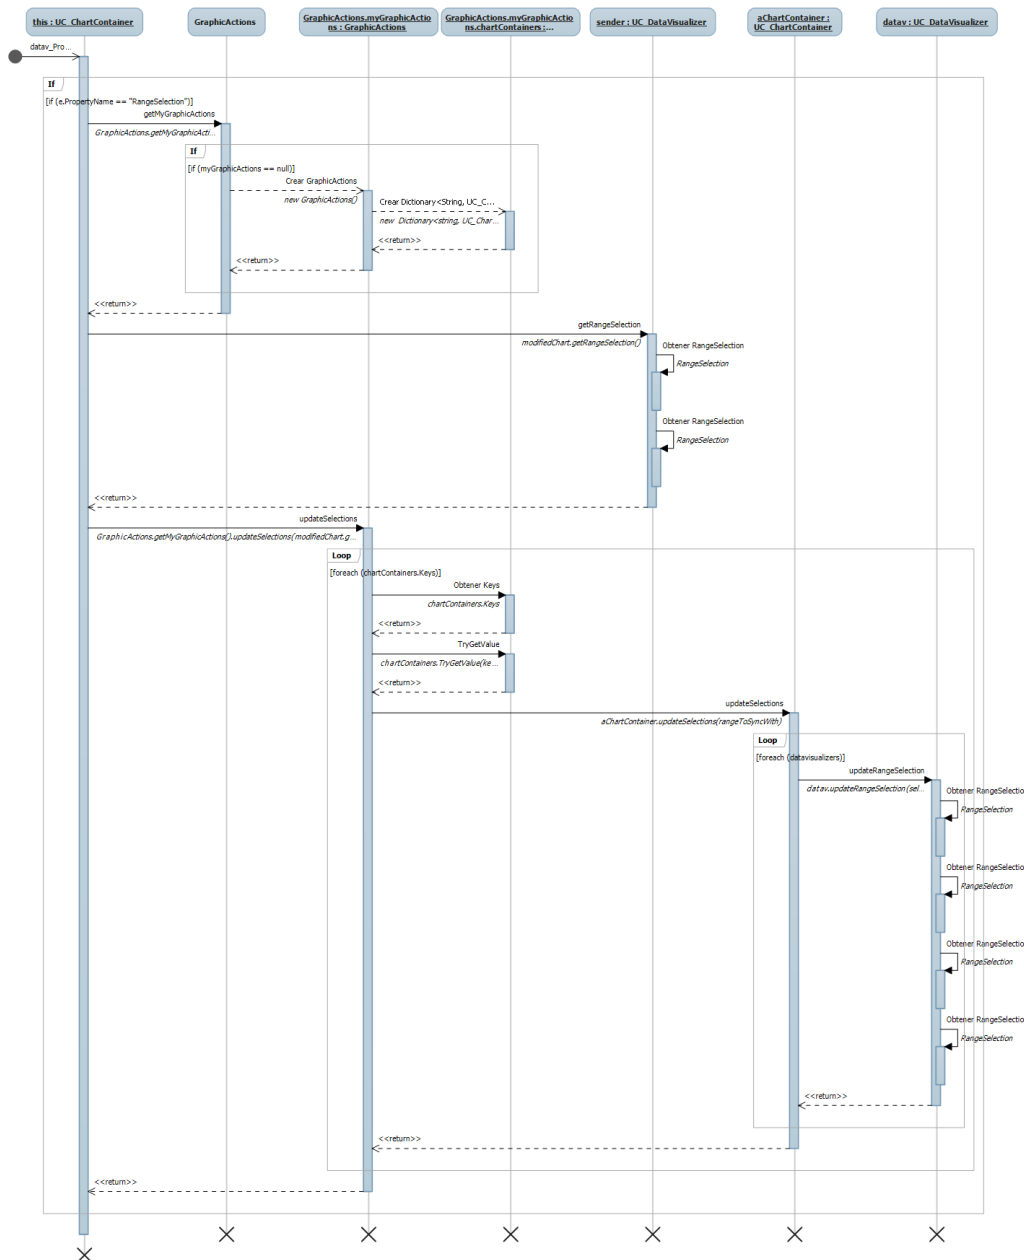 this : UC_ChartContainer
GraphicActions
GraphicActions.myGraphicActio
ns : GraphicActions
GraphicActions.myGraphicActio
ns.chartContainers :...
sender : UC_DataVisualizer
aChartContainer :
UC_ChartContainer
datav : UC_DataVisualizer
datav_Pro...
If
[if (e.PropertyName == "RangeSelection")]
getMyGraphicActions
GraphicActions.getMyGraphicActi...
If
[if (myGraphicActions == null)]
Crear GraphicActions
new GraphicActions()
Crear Dictionary<String, UC_C...
new Dictionary<string, UC_Char...
<<return>>
<<return>>
<<return>>
getRangeSelection
modifiedChart.getRangeSelection()
Obtener RangeSelection
RangeSelection
Obtener RangeSelection
RangeSelection
<<return>>
updateSelections
GraphicActions.getMyGraphicActions().updateSelections(modifiedChart.g...
Loop
[foreach (chartContainers.Keys)]
Obtener Keys
chartContainers.Keys
<<return>>
TryGetValue
chartContainers.TryGetValue(ke...
<<return>>
updateSelections
aChartContainer.updateSelections(rangeToSyncWith)
Loop
[foreach (datavisualizers)]
updateRangeSelection
datav.updateRangeSelection(sel...
Obtener RangeSelectio
RangeSelection
Obtener RangeSelectio
RangeSelection
Obtener RangeSelectio
RangeSelection
Obtener RangeSelectio
RangeSelection
<<return>>
<<return>>
<<return>>